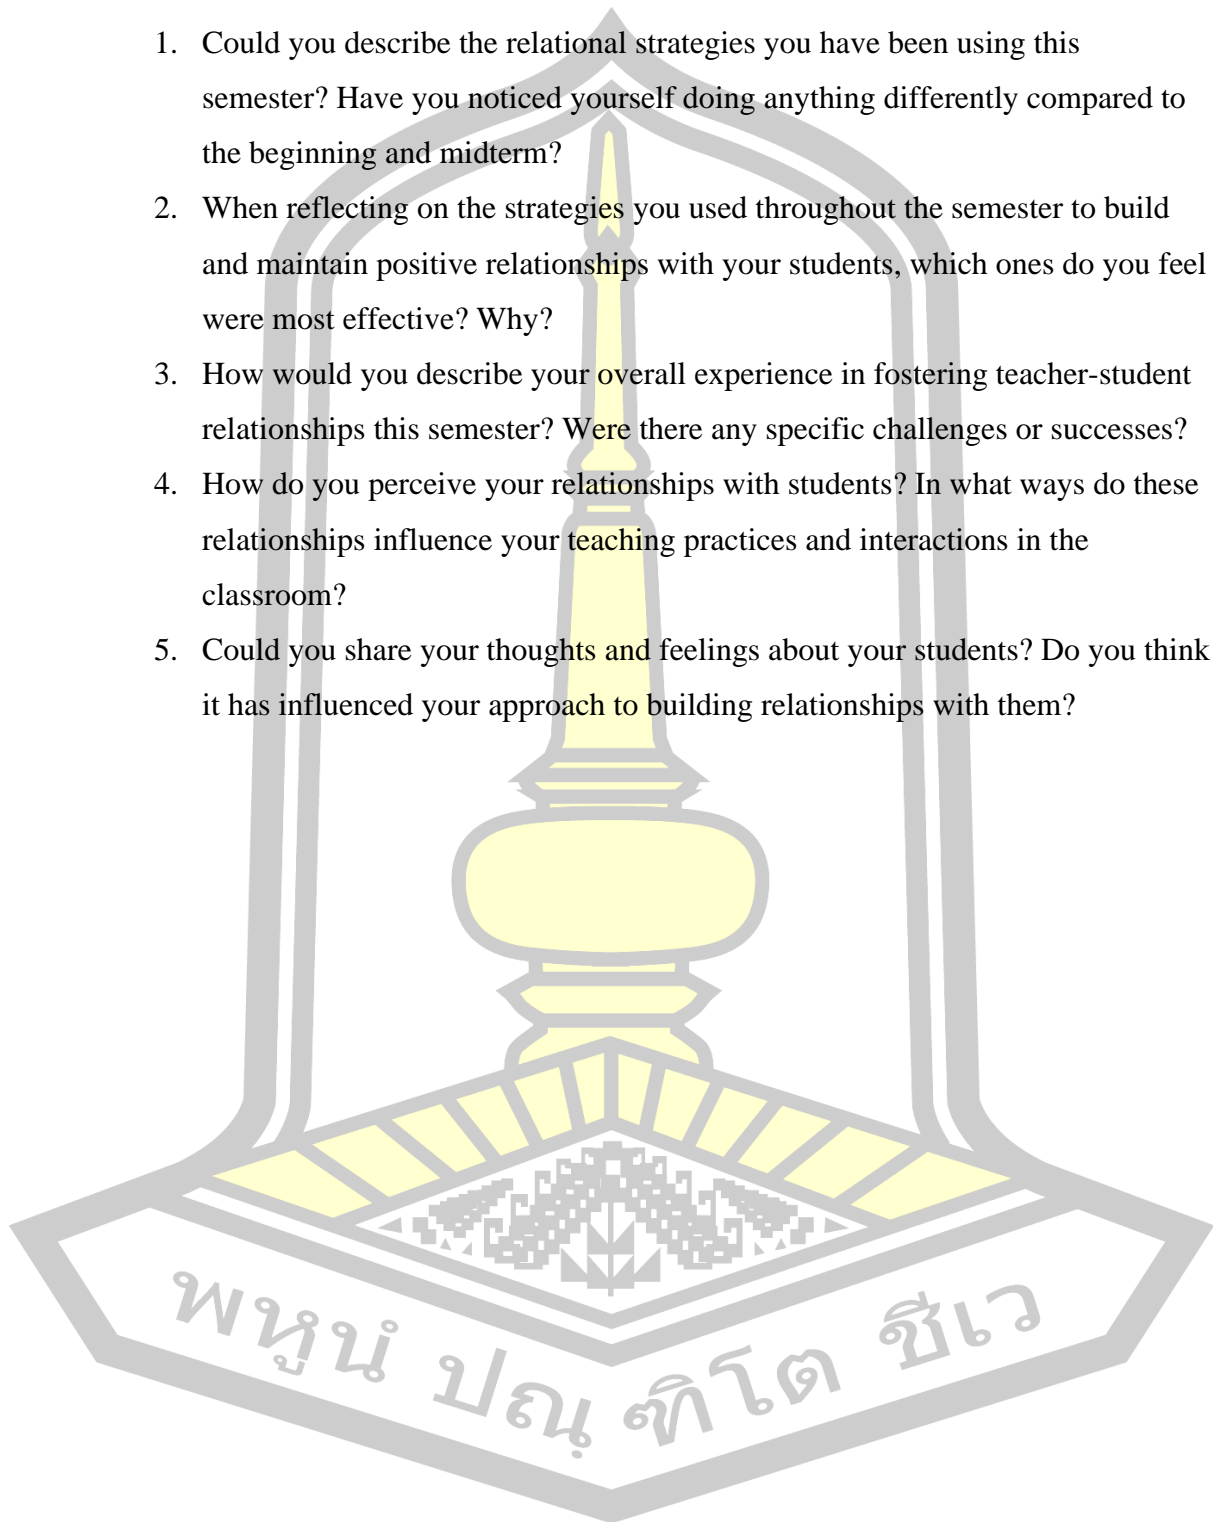 1. Could you describe the relational strategies you have been using this
semester? Have you noticed yourself doing anything differently compared to
the beginning and midterm?
2. When reflecting on the strategies you used throughout the semester to build
and maintain positive relationships with your students, which ones do you feel
were most effective? Why?
3. How would you describe your overall experience in fostering teacher-student
relationships this semester? Were there any specific challenges or successes?
4. How do you perceive your relationships with students? In what ways do these
relationships influence your teaching practices and interactions in the
classroom?
5. Could you share your thoughts and feelings about your students? Do you think
it has influenced your approach to building relationships with them?
พหูนํ ปณฺ ฑิโต ชีเว